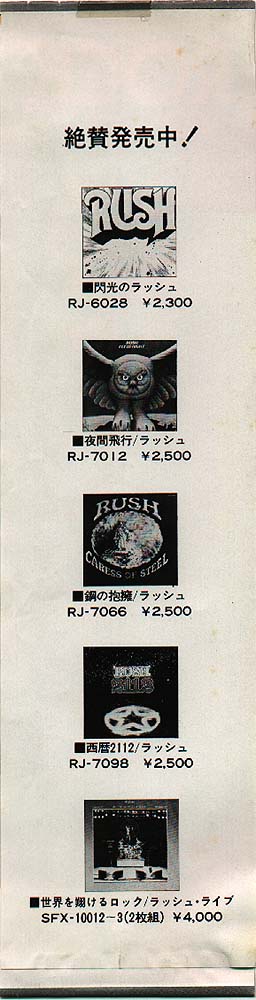 絶賛発売中!
RUSH
■閃光のラッシュ
RJ-6028 ¥2,300
RUSH
■夜間飛行/ラッシュ
RJ-7012 ¥2,500
RUSH
CARESS OF STEEL
■鋼の抱擁/ラッシュ
RJ-7066 ¥2,500
RUSH
2112
■西暦2112/ラッシュ
RJ-7098 ¥2,500
■世界を翔けるロック/ラッシュ・ライブ
SFX-10012~3(2枚組) ¥4,000